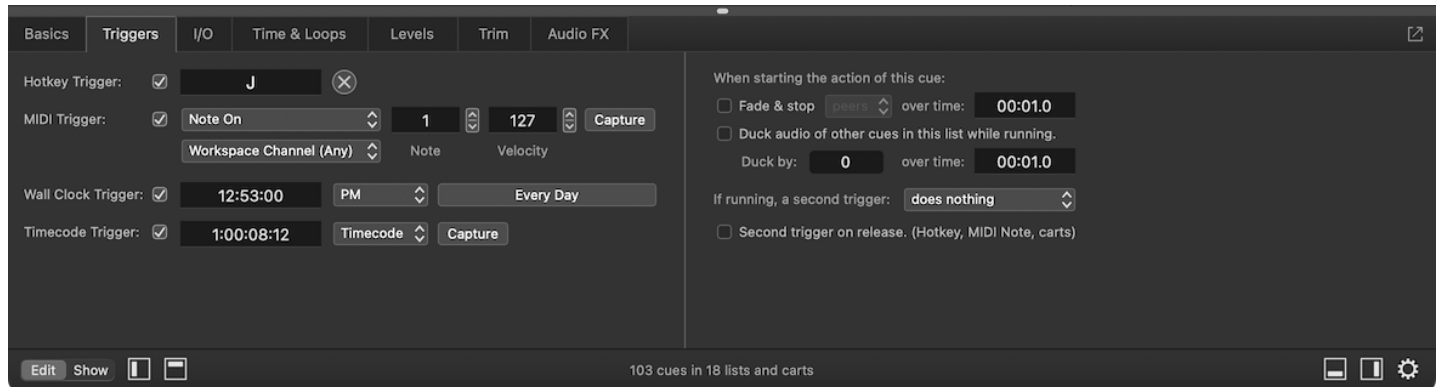 Basics Triggers I/O Time & Loops Levels Trim Audio FX
Hotkey Trigger: J
MIDI Trigger: Note On 1 127 Capture
Workspace Channel (Any) Note Velocity
Wall Clock Trigger: 12:53:00 PM Every Day
Timecode Trigger: 1:00:08:12 Timecode Capture
When starting the action of this cue:
Fade & stop peers over time: 00:01.0
Duck audio of other cues in this list while running.
Duck by: 0 over time: 00:01.0
If running, a second trigger: does nothing
Second trigger on release. (Hotkey, MIDI Note, carts)
Edit Show 103 cues in 18 lists and carts